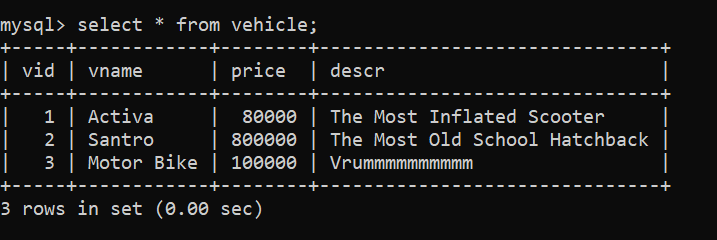 mysql> select * from vehicle;
+-----+------------+--------+-----------------------------+
| vid | vname      | price  | descr                       |
+-----+------------+--------+-----------------------------+
|   1 | Activa     |  80000 | The Most Inflated Scooter   |
|   2 | Santro     | 800000 | The Most Old School Hatchback |
|   3 | Motor Bike | 100000 | Vrummmmmmmmmm               |
+-----+------------+--------+-----------------------------+
3 rows in set (0.00 sec)